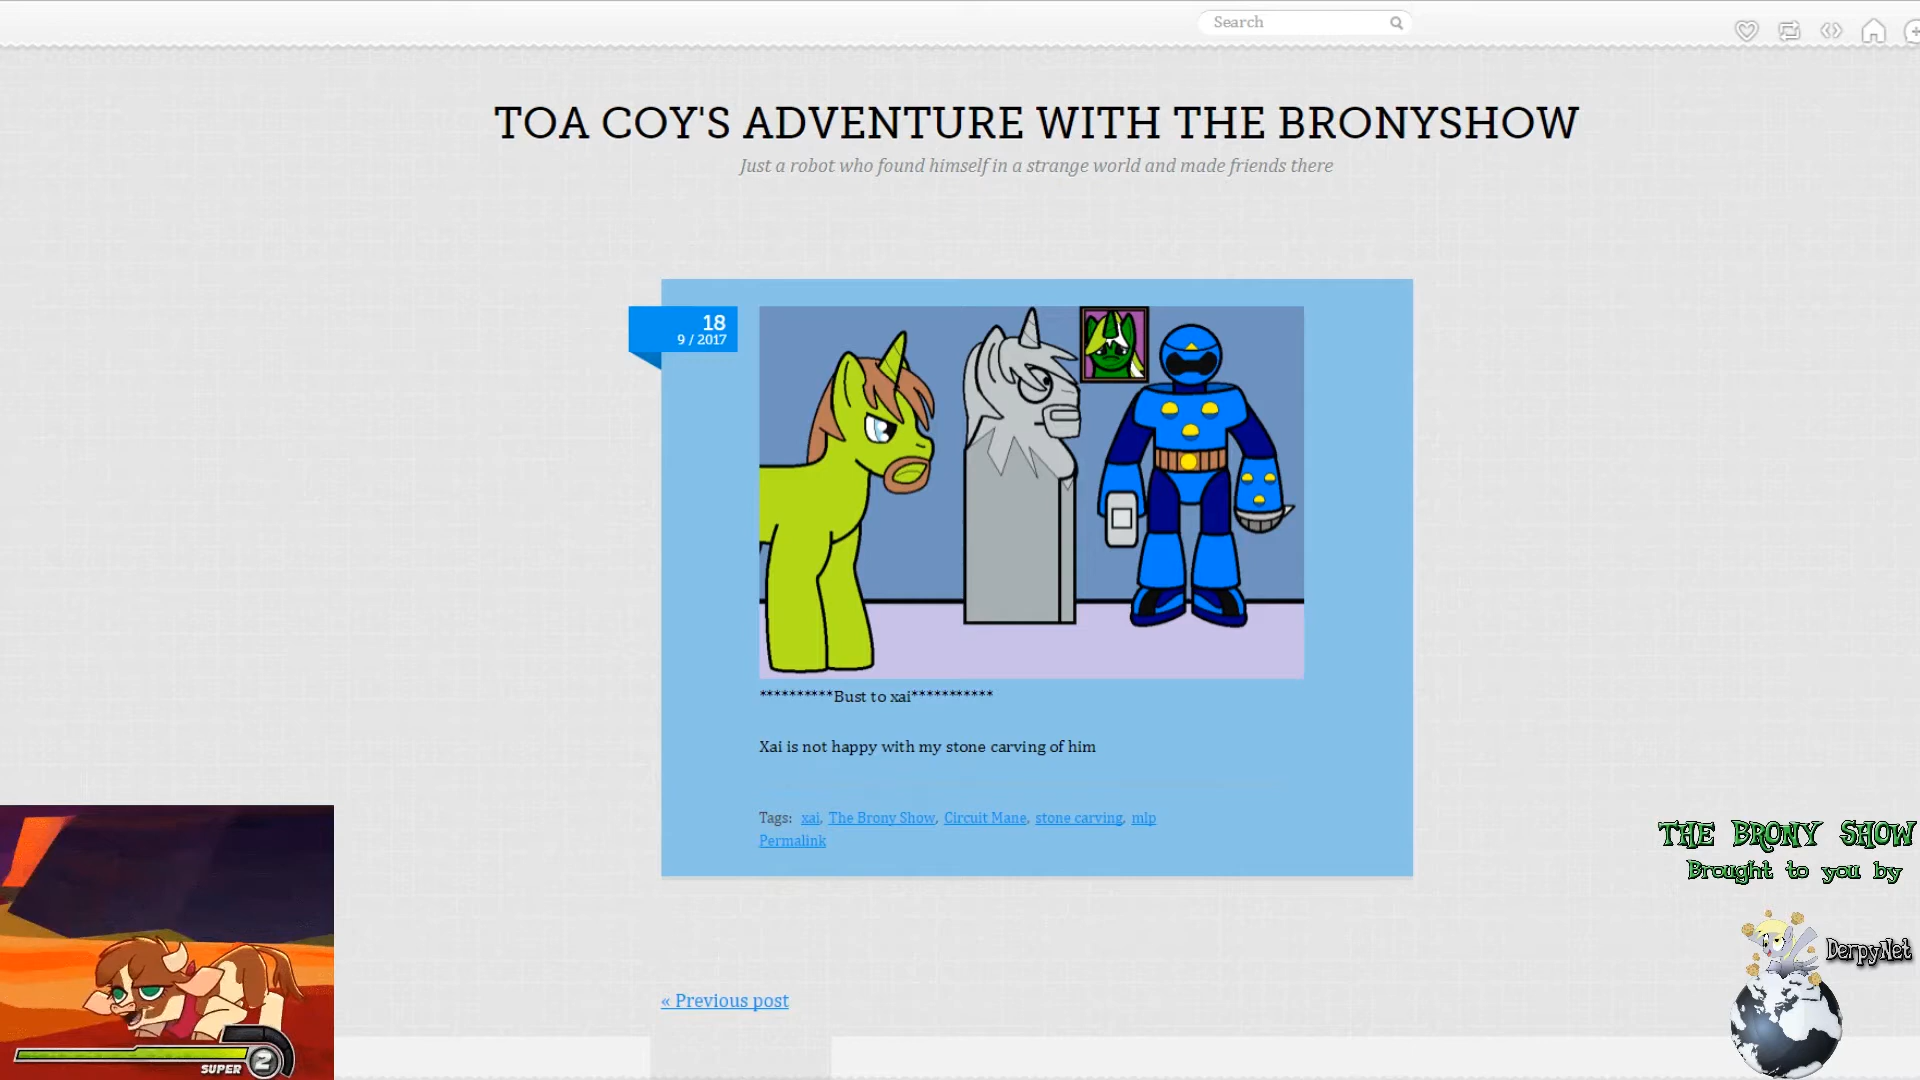 Search
TOA COY'S ADVENTURE WITH THE BRONYSHOW
Just a robot who found himself in a strange world and made friends there
18
9 / 2017
**********Bust to xai***********
Xai is not happy with my stone carving of him
Tags: xai, The Brony Show, Circuit Mane, stone carving, mlp
Permalink
« Previous post
SUPER 2
THE BRONY SHOW
Brought to you by
DerpyNet